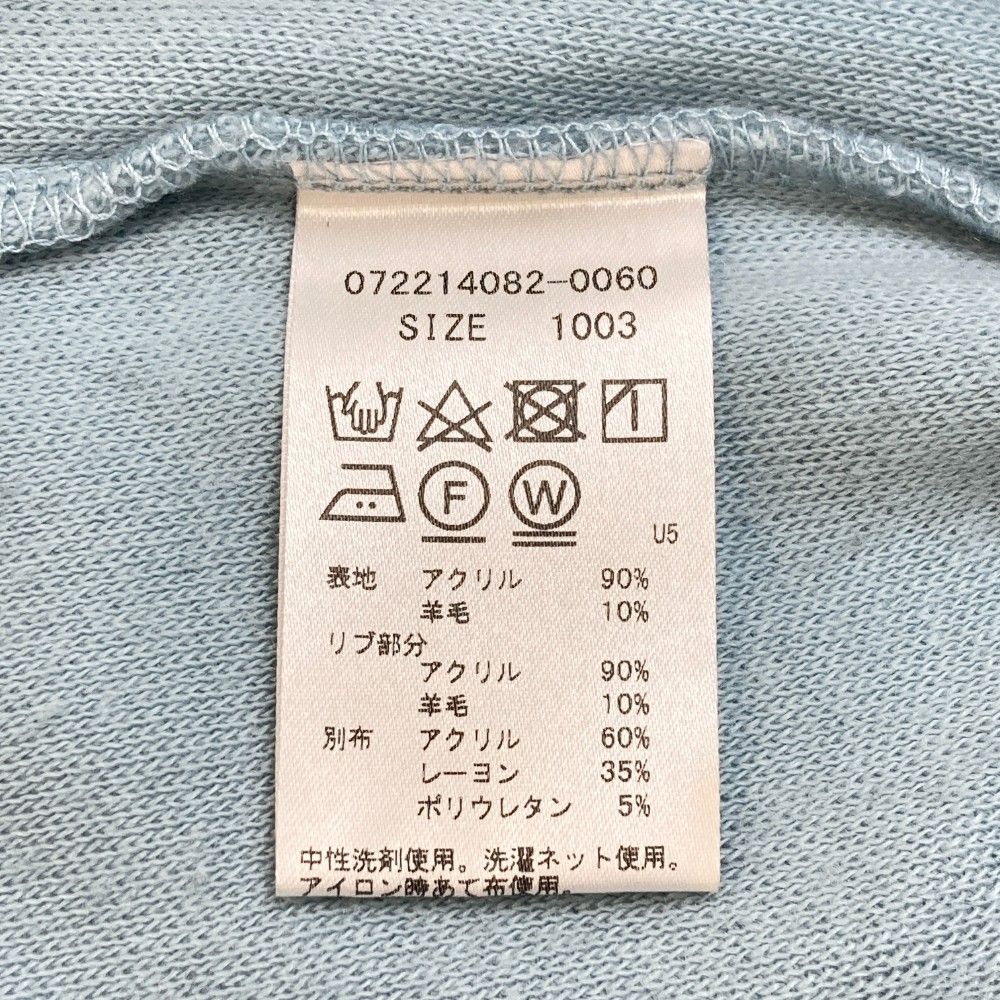 072214082-0060
SIZE 1003
F W
U5
表地 アクリル 90%
羊毛 10%
リブ部分
アクリル 90%
羊毛 10%
別布 アクリル 60%
レーヨン 35%
ポリウレタン 5%
中性洗剤使用。洗濯ネット使用。
アイロン時あて布使用。